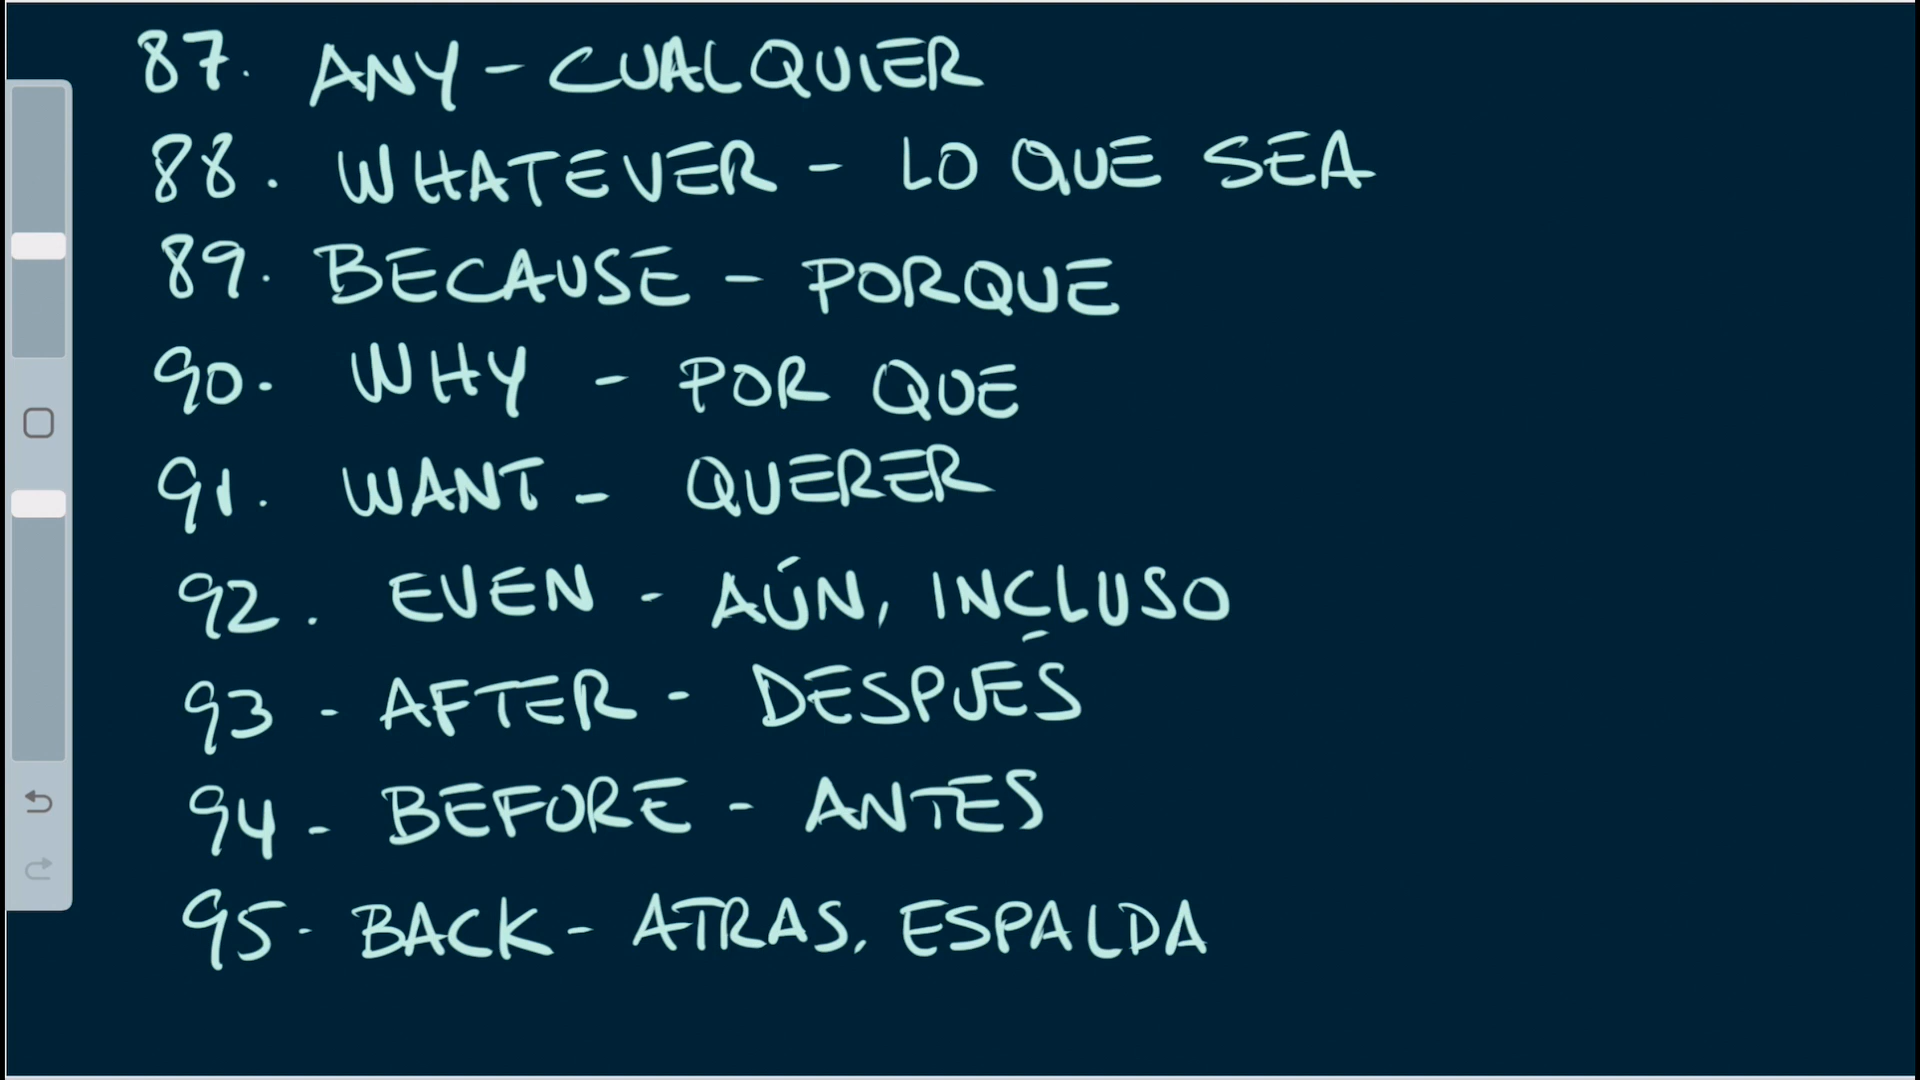 87. ANY - CUALQUIER
88. WHATEVER - LO QUE SEA
89. BECAUSE - PORQUE
90. WHY - POR QUE
91. WANT - QUERER
92. EVEN - AÚN, INCLUSO
93 - AFTER - DESPUÉS
94 - BEFORE - ANTES
95 - BACK - ATRAS, ESPALDA